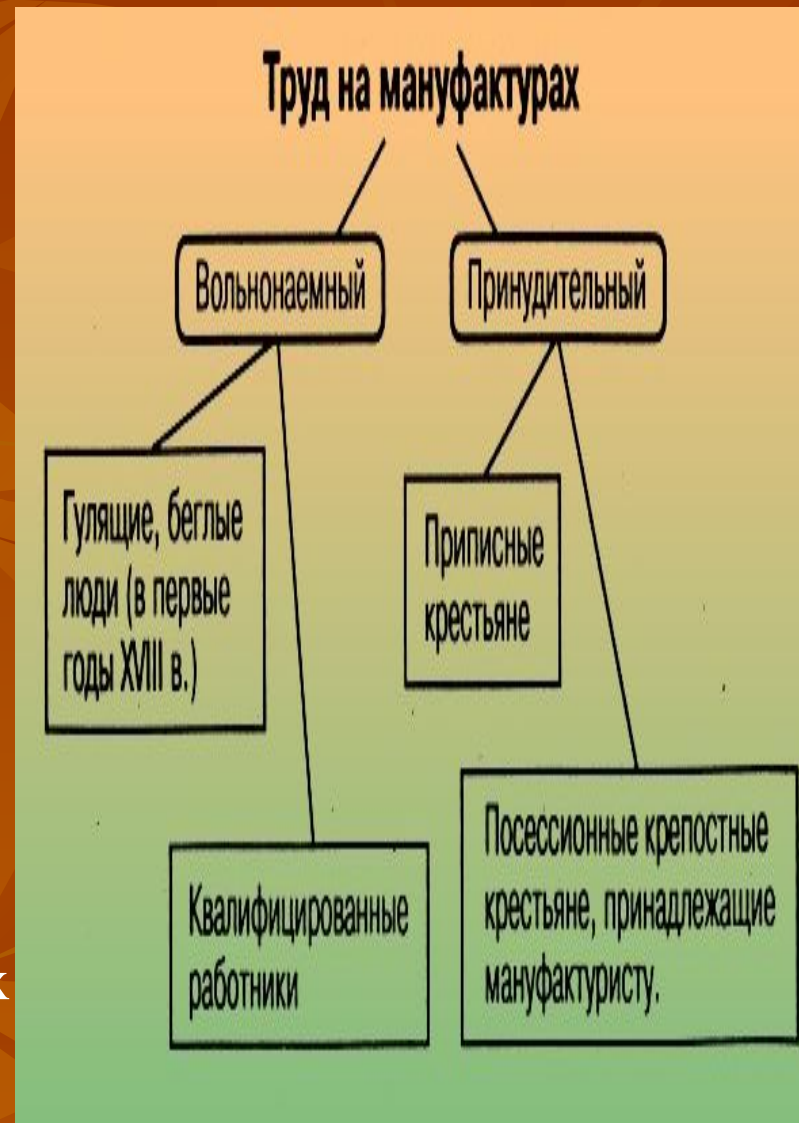 Труд на мануфактурах
Вольнонаемный
Принудительный
Гулящие, беглые
люди (в первые
годы XVIII в.)
Приписные
крестьяне
Квалифицированные
работники
Посессионные крепостные
крестьяне, принадлежащие
мануфактуристу.